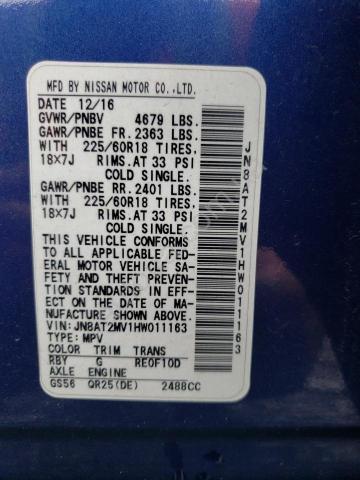 MFD BY NISSAN MOTOR CO.,LTD.
DATE 12/16
GVWR/PNBV 4679 LBS.
GAWR/PNBE FR. 2363 LBS.
WITH 225/60R18 TIRES,
18×7J RIMS.AT 33 PSI
COLD SINGLE.
GAWR/PNBE RR. 2401 LBS.
WITH 225/60R18 TIRES,
18×7J RIMS.AT 33 PSI
COLD SINGLE.
THIS VEHICLE CONFORMS
TO ALL APPLICABLE FED-
ERAL MOTOR VEHICLE SA-
FETY AND THEFT PREVEN-
TION STANDARDS IN EFF-
ECT ON THE DATE OF MA-
NUFACTURE SHOWN ABOVE.
VIN:JN8AT2MV1HW011163
TYPE:MPV
COLOR TRIM TRANS
RBY G RE0F10D
AXLE ENGINE
GS56 QR25(DE) 2488CC
JN8AT2MV1HW011163